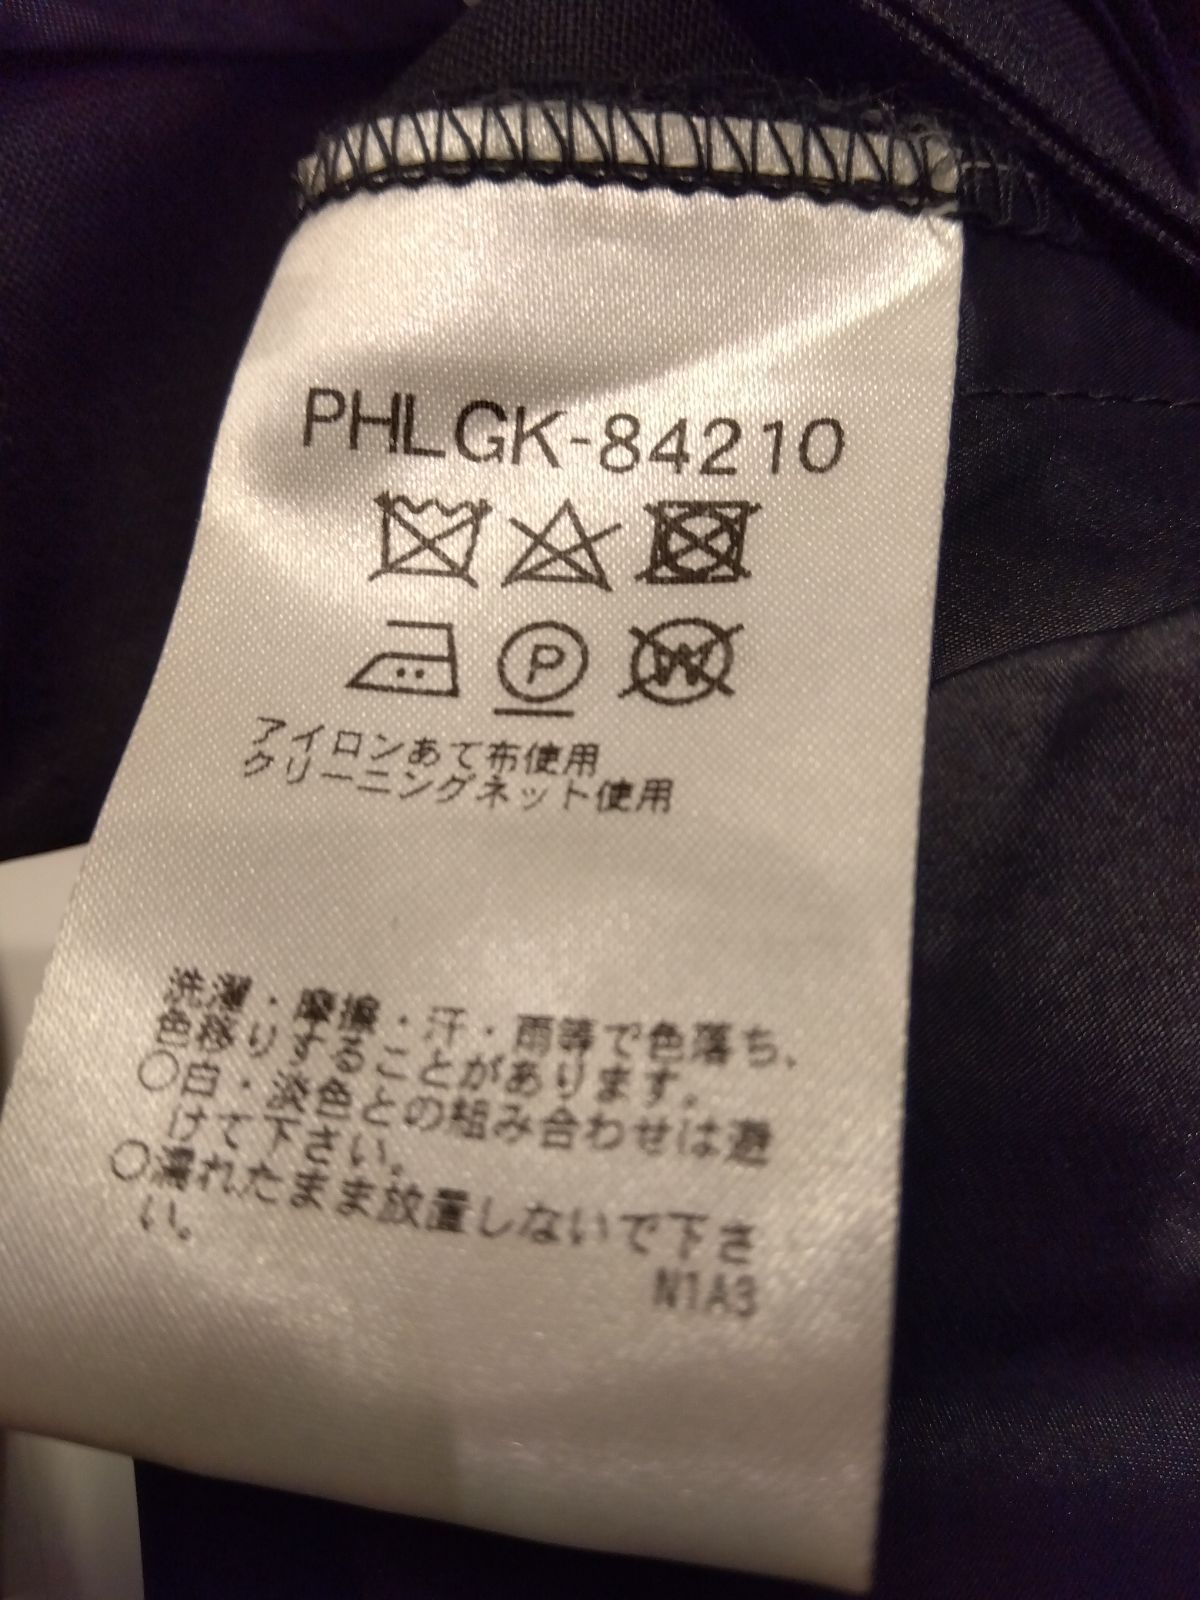 PHLGK-84210
P
W
アイロンあて布使用
クリーニングネット使用
洗濯・摩擦・汗・雨等で色落ち、
色移りすることがあります。
○白・淡色との組み合わせは避
けて下さい。
○濡れたまま放置しないで下さ
い。
N1A3